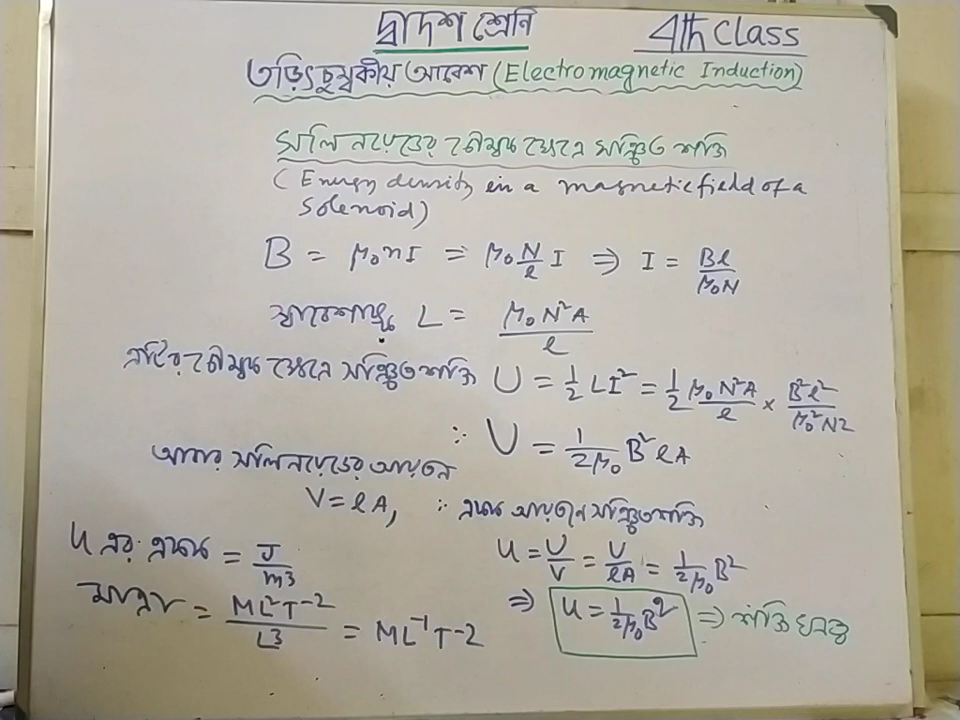 দ্বাদশ শ্রেণি 4th Class
তড়িৎচুম্বকীয় আবেশ (Electromagnetic Induction)
সলিনয়েডের চৌম্বক ক্ষেত্রে সঞ্চিত শক্তি
(Energy density in a magnetic field of a
solenoid)
B = μ₀nI = μ₀ N/l I ⇒ I = Bl/μ₀N
স্বাবেশাঙ্ক L = μ₀N²A/l
এটির চৌম্বক ক্ষেত্রে সঞ্চিত শক্তি U = 1/2 LI² = 1/2 μ₀N²A/l × B²l²/μ₀²N2
∴ U = 1/2μ₀ B²lA
আবার সলিনয়েডের আয়তন
V = lA, ∴ একক আয়তনে সঞ্চিত শক্তি
u এর একক = J/m3 u = U/V = U/lA = 1/2μ₀ B²
মাত্রা = ML²T⁻²/L3 = ML⁻¹T-2 ⇒ u = 1/2μ₀ B² ⇒ শক্তি ঘনত্ব